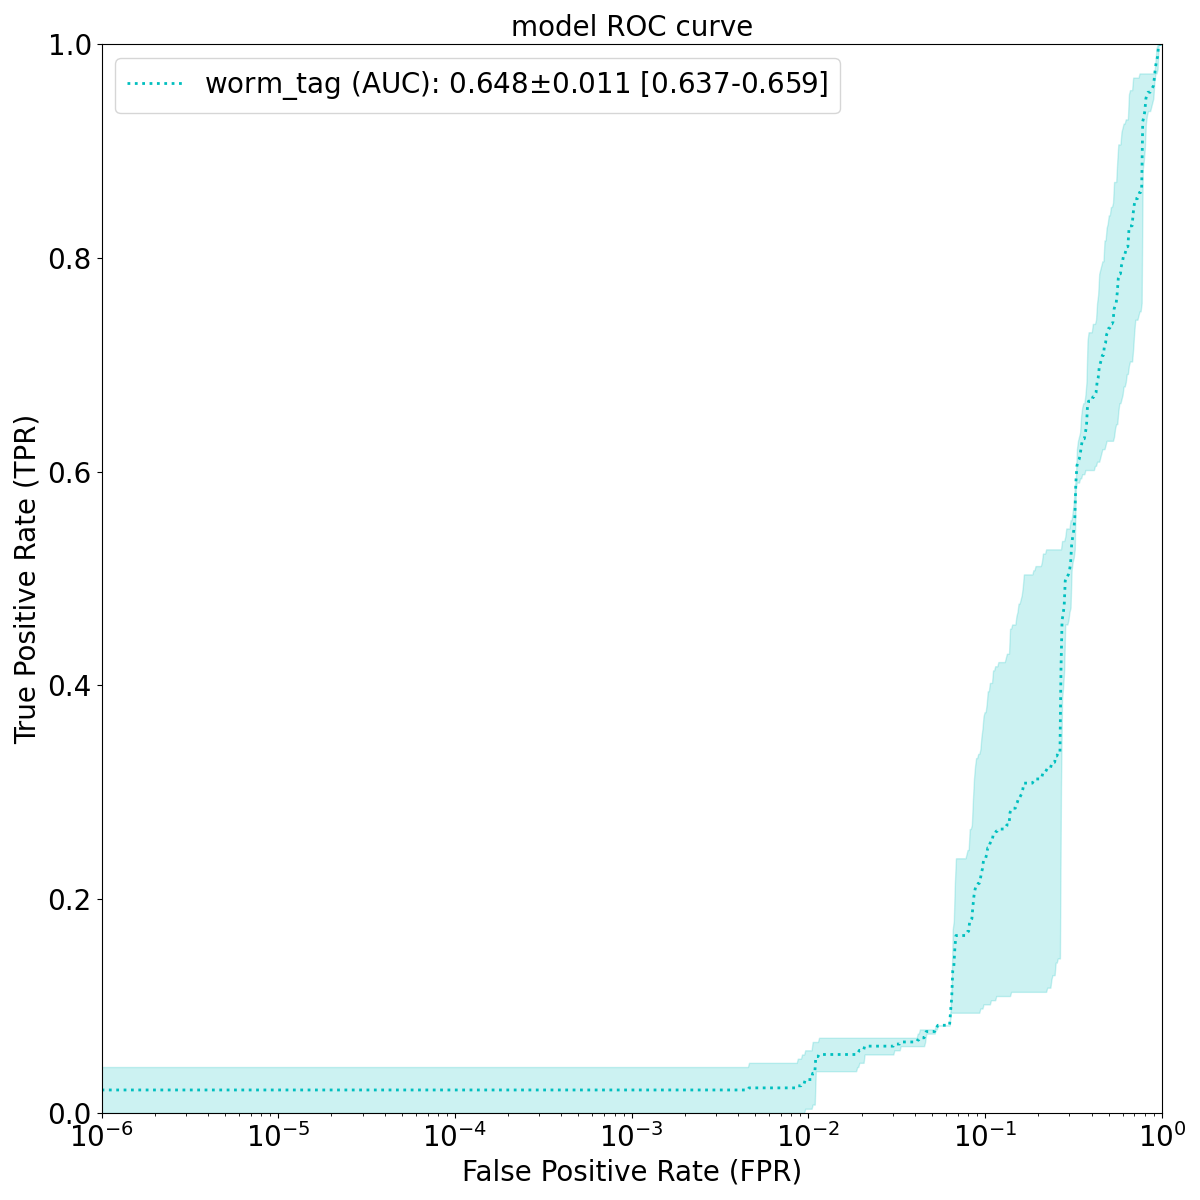 model ROC curve
worm_tag (AUC): 0.648±0.011 [0.637-0.659]
True Positive Rate (TPR)
1.0
0.8
0.6
0.4
0.2
0.0
10⁻⁶ 10⁻⁵ 10⁻⁴ 10⁻³ 10⁻² 10⁻¹ 10⁰
False Positive Rate (FPR)